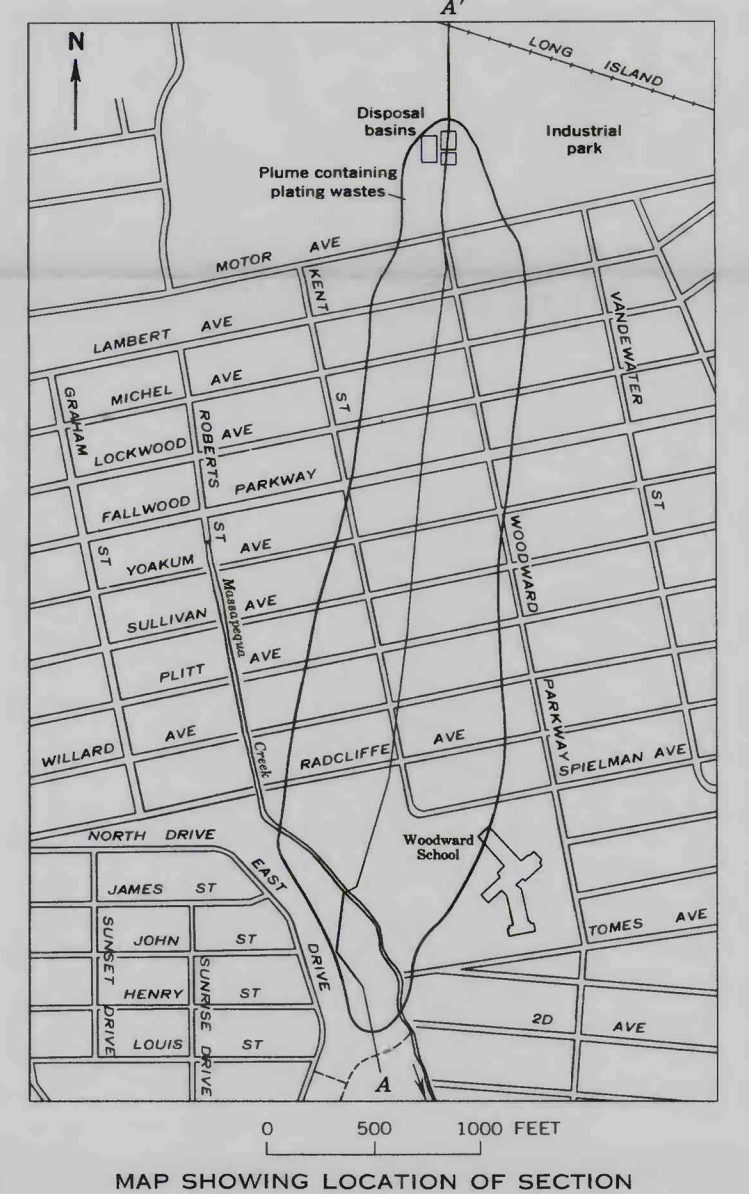 A'
N
LONG ISLAND
Disposal
basins
Industrial
park
Plume containing
plating wastes
MOTOR AVE
KENT
ST
LAMBERT AVE
VANDEWATER
ST
MICHEL AVE
GRAHAM
ST
ROBERTS
ST
LOCKWOOD AVE
FALLWOOD PARKWAY
YOAKUM AVE
WOODWARD
PARKWAY
Massapequa
Creek
SULLIVAN AVE
PLITT AVE
WILLARD AVE
RADCLIFFE AVE
SPIELMAN AVE
NORTH DRIVE
EAST
DRIVE
Woodward
School
JAMES ST
SUNSET
DRIVE
JOHN ST
SUNRISE DRIVE
TOMES AVE
HENRY ST
2D AVE
LOUIS ST
A
0 500 1000 FEET
MAP SHOWING LOCATION OF SECTION